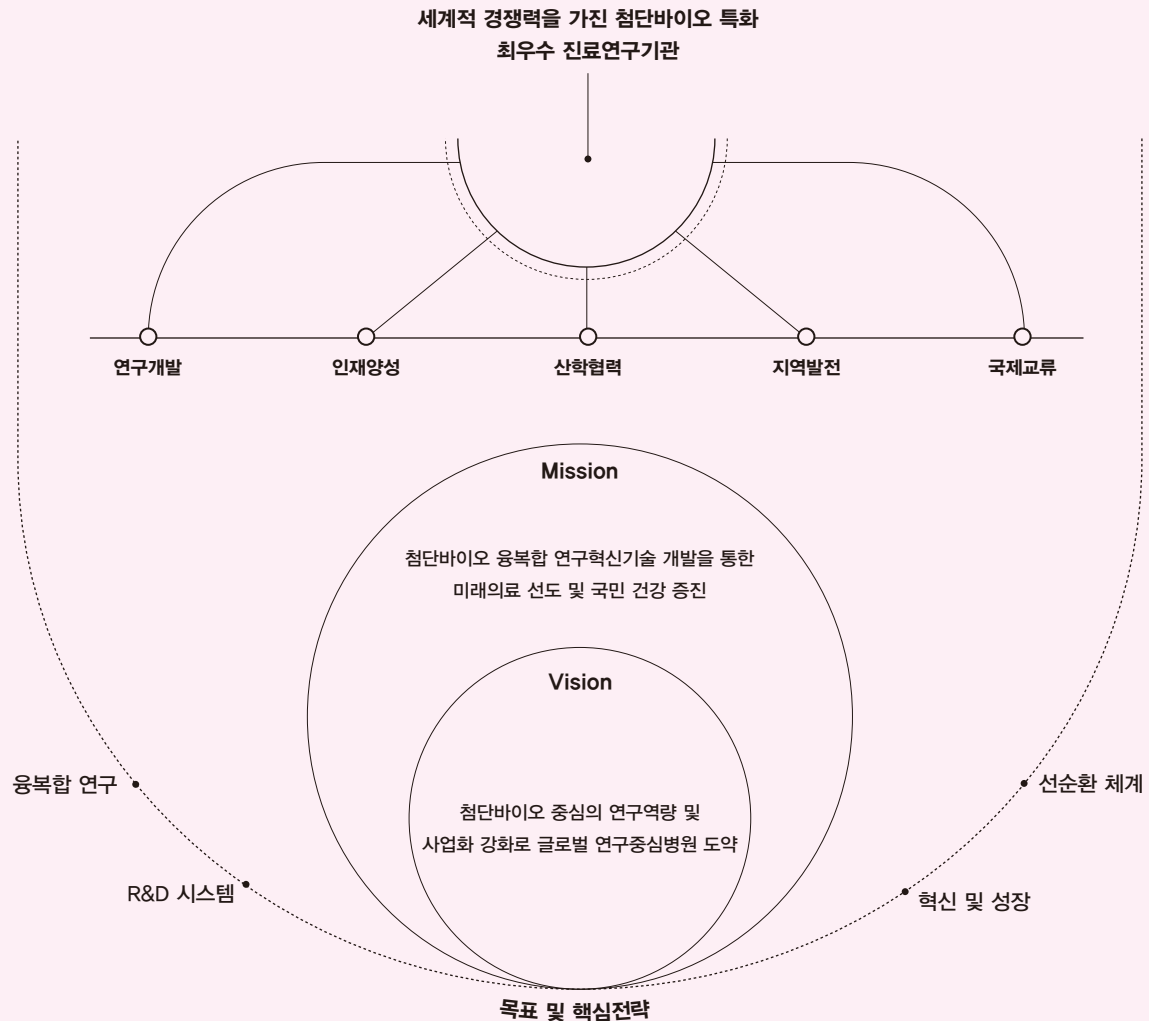 세계적 경쟁력을 가진 첨단바이오 특화
최우수 진료연구기관
연구개발
인재양성
산학협력
지역발전
국제교류
Mission
첨단바이오 융복합 연구혁신기술 개발을 통한
미래의료 선도 및 국민 건강 증진
Vision
첨단바이오 중심의 연구역량 및
사업화 강화로 글로벌 연구중심병원 도약
융복합 연구
선순환 체계
R&D 시스템
혁신 및 성장
목표 및 핵심전략